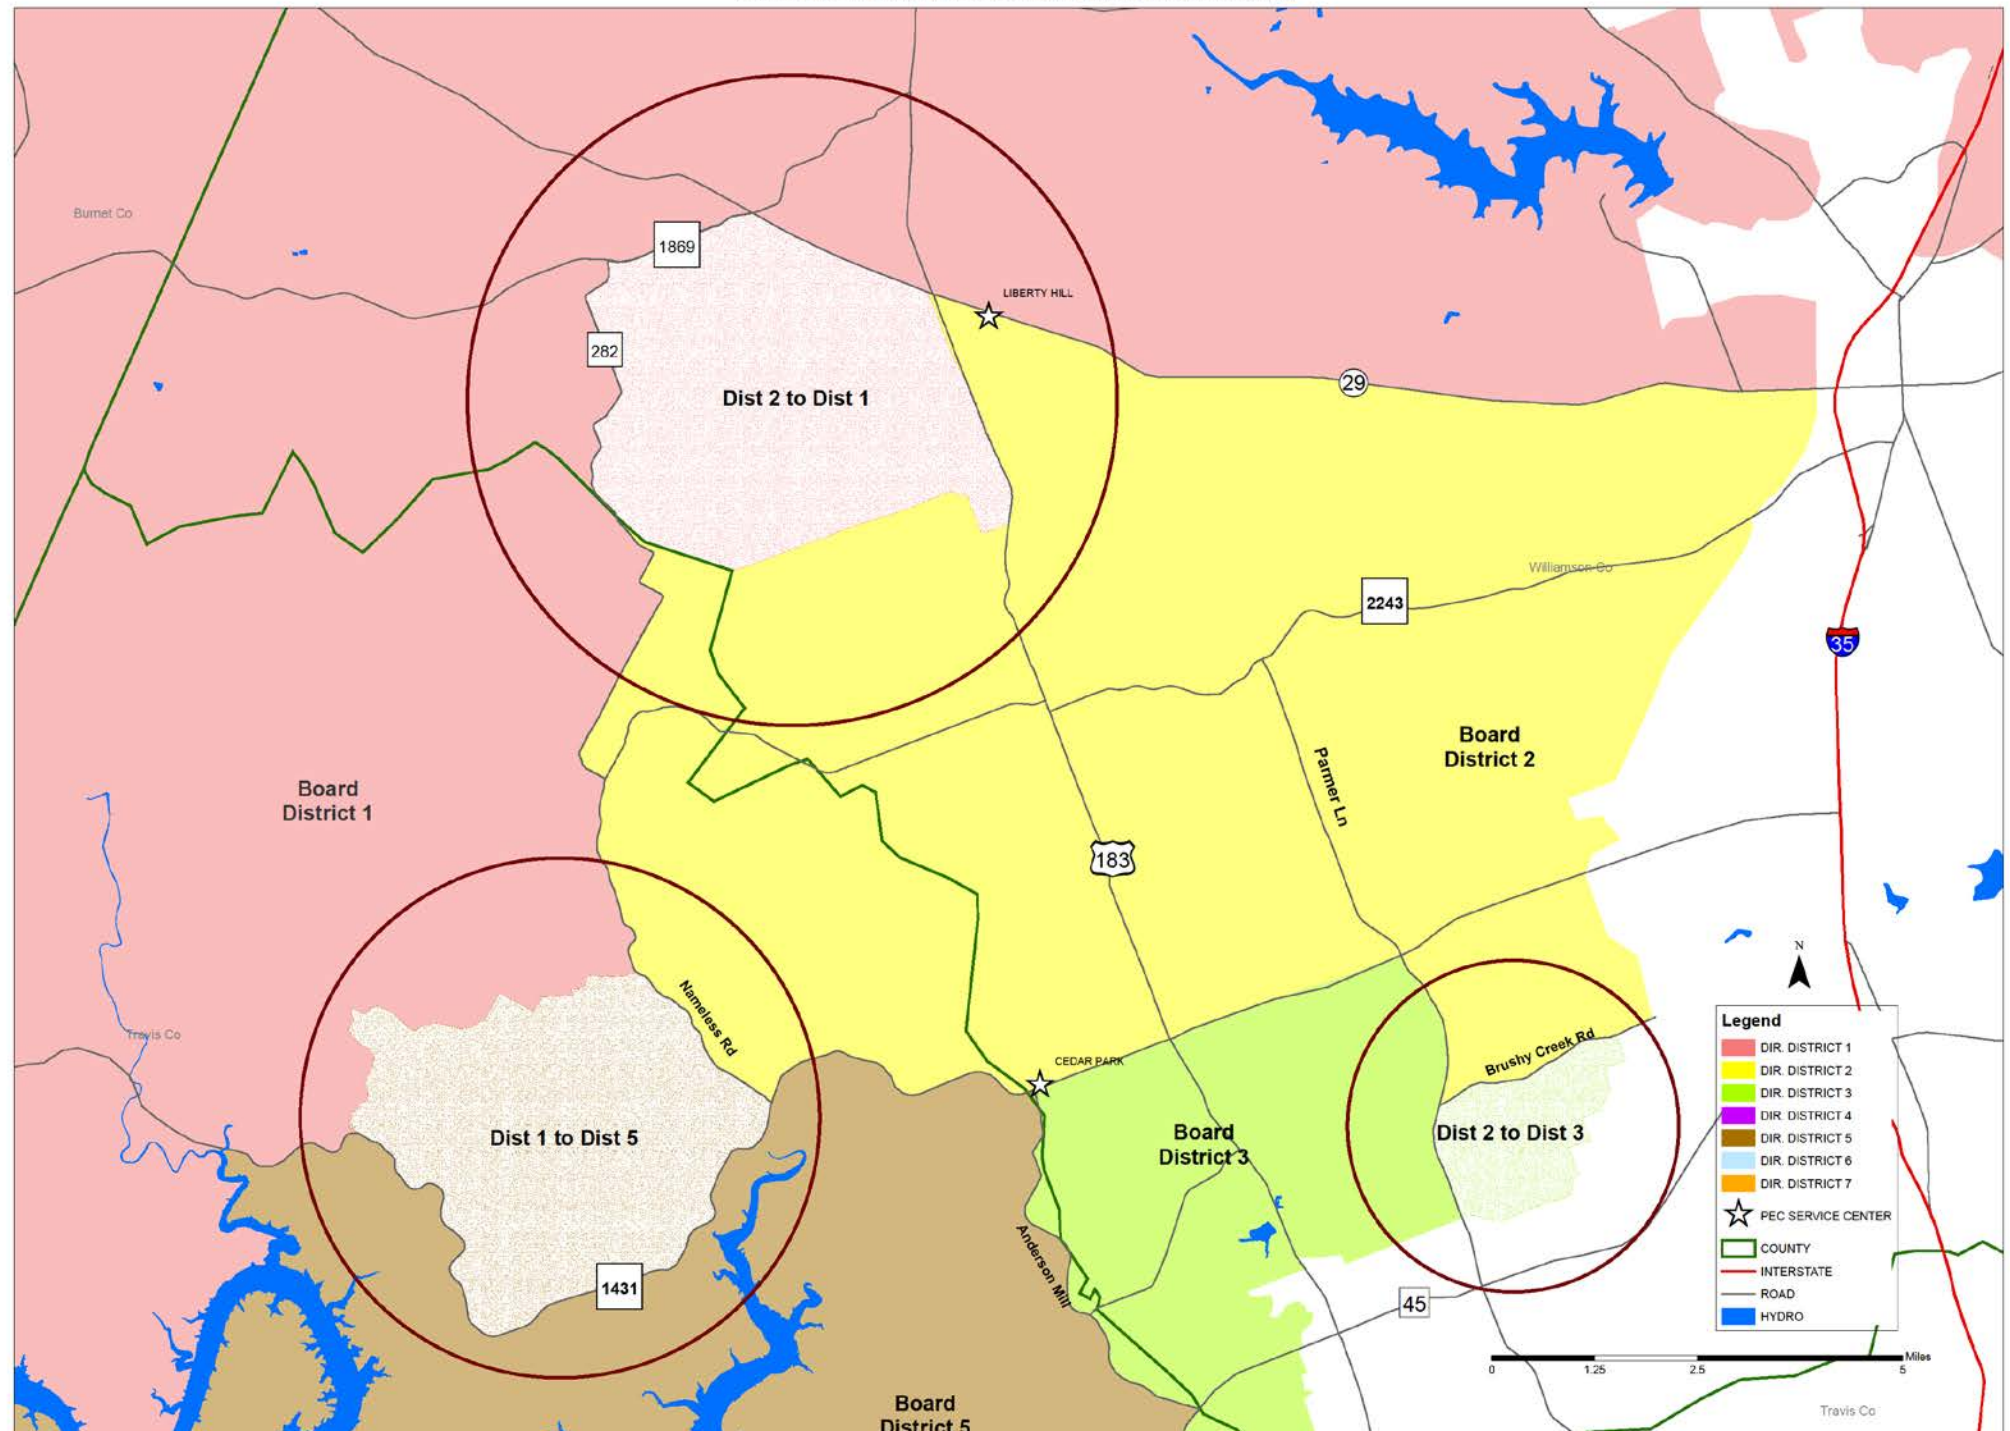 Burnet Co
1869
LIBERTY HILL
282
29
Dist 2 to Dist 1
Williamson Co
2243
35
Board
District 2
Parmer Ln
Board
District 1
183
N
Nameless Rd
Travis Co
CEDAR PARK
Brushy Creek Rd
Dist 1 to Dist 5
Board
District 3
Dist 2 to Dist 3
Anderson Mill
1431
45
Legend
DIR. DISTRICT 1
DIR. DISTRICT 2
DIR. DISTRICT 3
DIR. DISTRICT 4
DIR. DISTRICT 5
DIR. DISTRICT 6
DIR. DISTRICT 7
PEC SERVICE CENTER
COUNTY
INTERSTATE
ROAD
HYDRO
Miles
0 1.25 2.5 5
Board
District 5
Travis Co